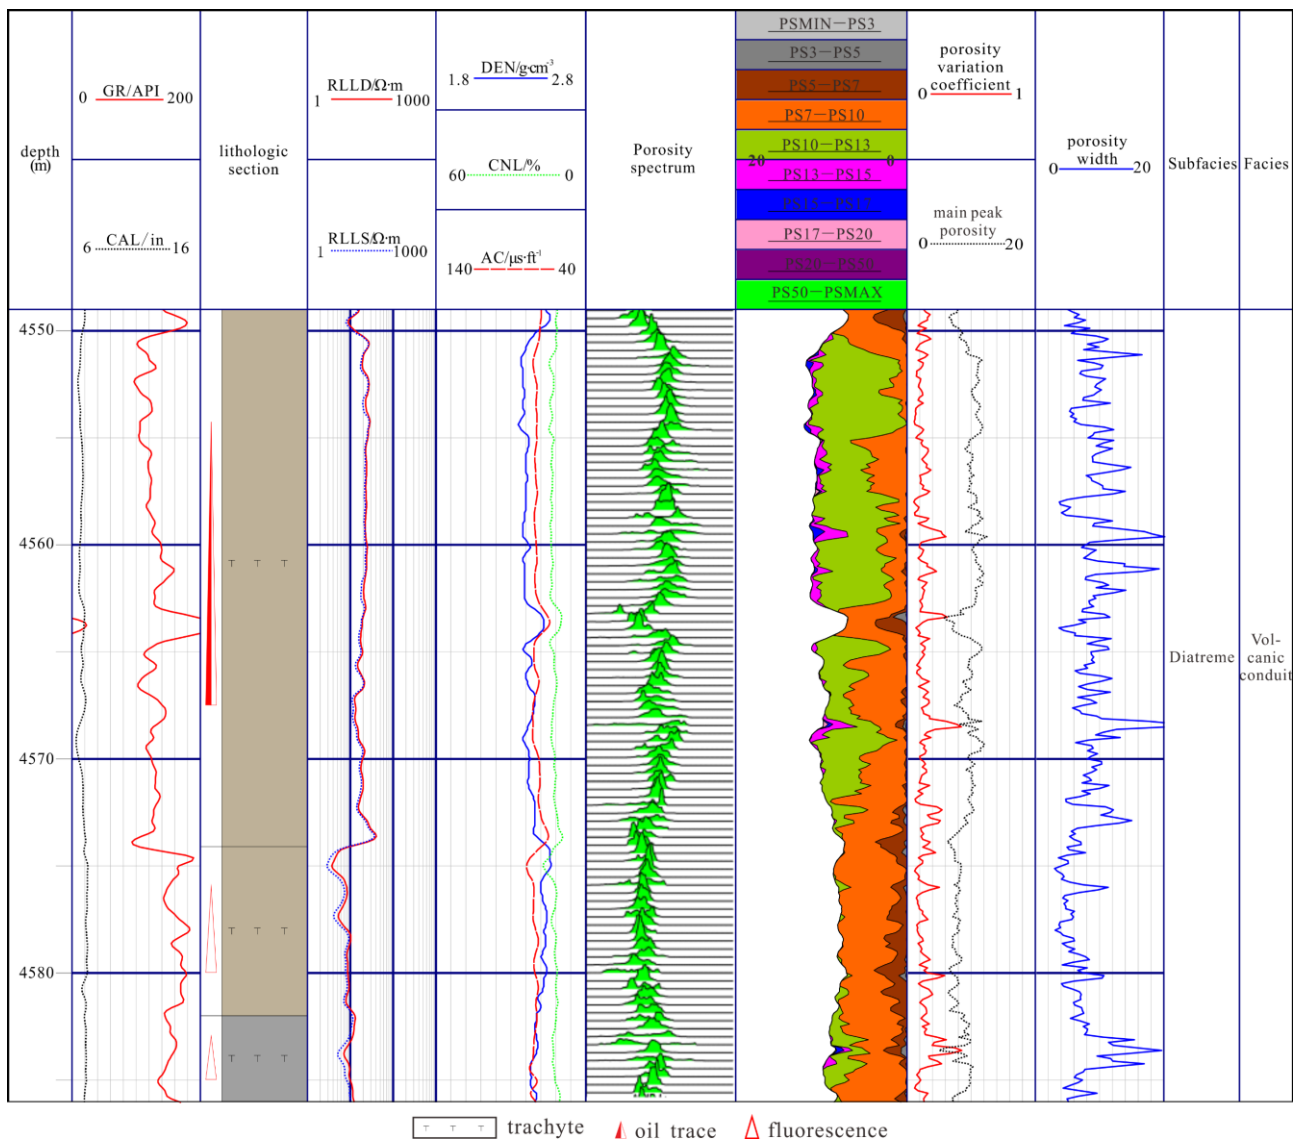 depth
(m)
0 GR/API 200
6 CAL/in 16
lithologic
section
1 RLLD/Ω·m 1000
1 RLLS/Ω·m 1000
DEN/g·cm⁻³
1.8 2.8
CNL/%
60 0
AC/μs·ft⁻¹
140 40
Porosity
spectrum
PSMIN—PS3
PS3—PS5
PS5—PS7
PS7—PS10
PS10—PS13
20 0
PS13—PS15
PS15—PS17
PS17—PS20
PS20—PS50
PS50—PSMAX
porosity
variation
coefficient
0 1
main peak
porosity
0 20
porosity
width
0 20
Subfacies
Facies
4550
4560
4570
4580
Diatreme
Vol-
canic
conduit
T T T
T T T
T T T
T T T trachyte
oil trace
fluorescence